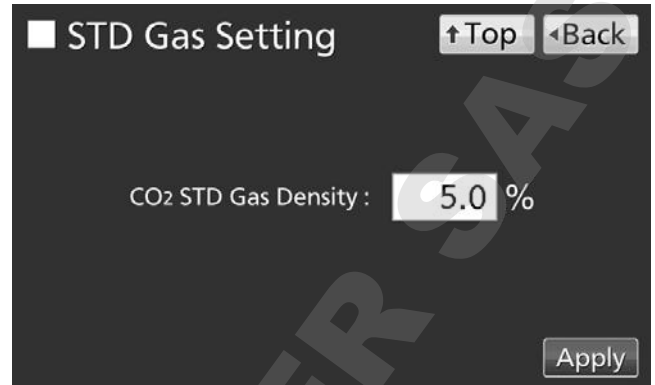 STD Gas Setting
↑Top
◂Back
CO2 STD Gas Density : 5.0 %
Apply